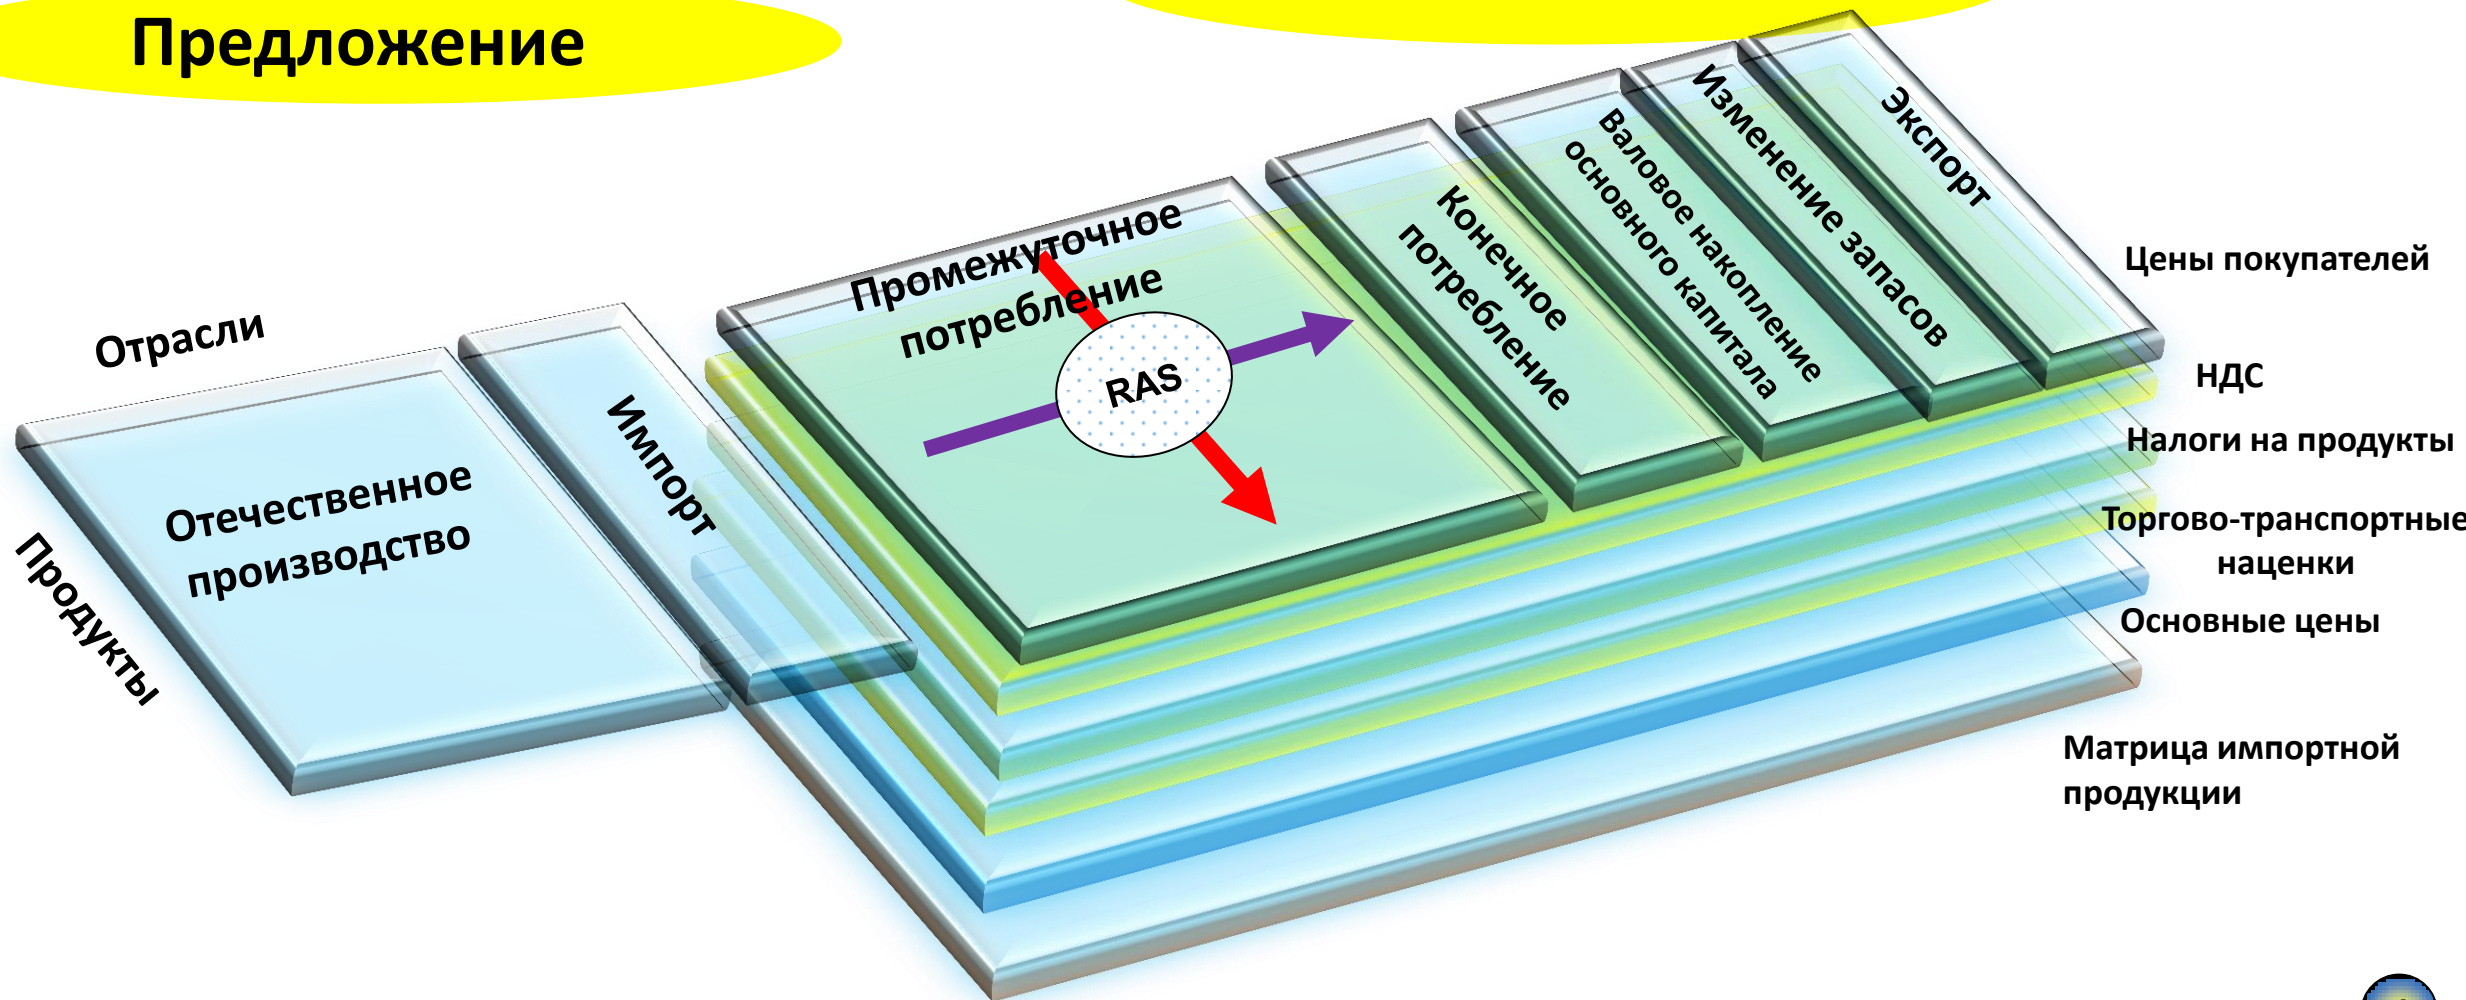 Предложение
Отрасли
Продукты
Отечественное
производство
Импорт
Промежуточное
потребление
RAS
Конечное
потребление
Валовое накопление
основного капитала
Изменение запасов
Экспорт
Цены покупателей
НДС
Налоги на продукты
Торгово-транспортные
наценки
Основные цены
Матрица импортной
продукции